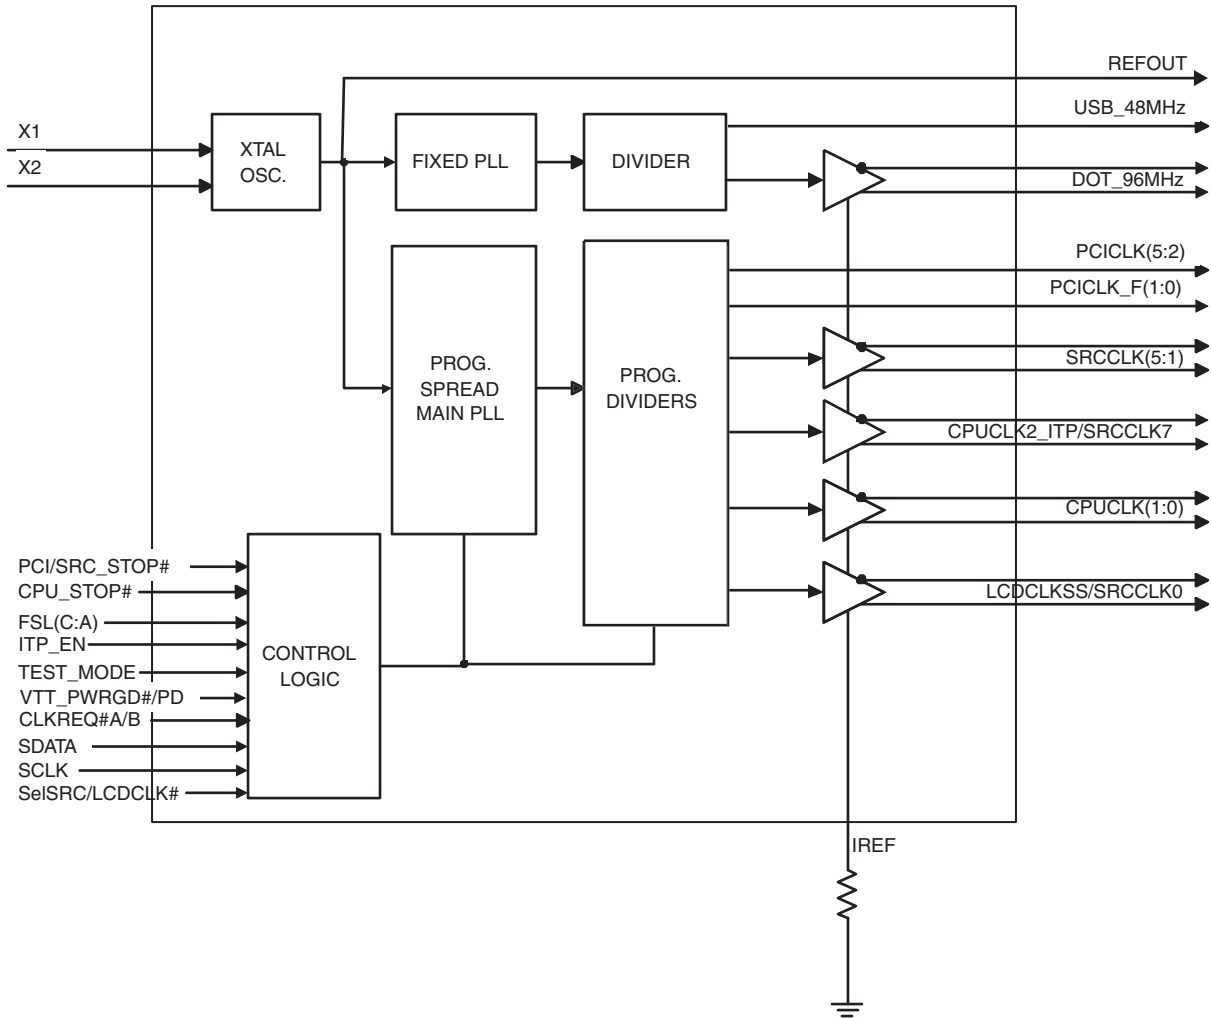 REFOUT
USB_48MHz
X1
X2
XTAL
OSC.
FIXED PLL
DIVIDER
DOT_96MHz
PCICLK(5:2)
PCICLK_F(1:0)
PROG.
SPREAD
MAIN PLL
PROG.
DIVIDERS
SRCCLK(5:1)
CPUCLK2_ITP/SRCCLK7
CPUCLK(1:0)
LCDCLKSS/SRCCLK0
PCI/SRC_STOP#
CPU_STOP#
FSL(C:A)
ITP_EN
TEST_MODE
VTT_PWRGD#/PD
CLKREQ#A/B
SDATA
SCLK
SelSRC/LCDCLK#
CONTROL
LOGIC
IREF